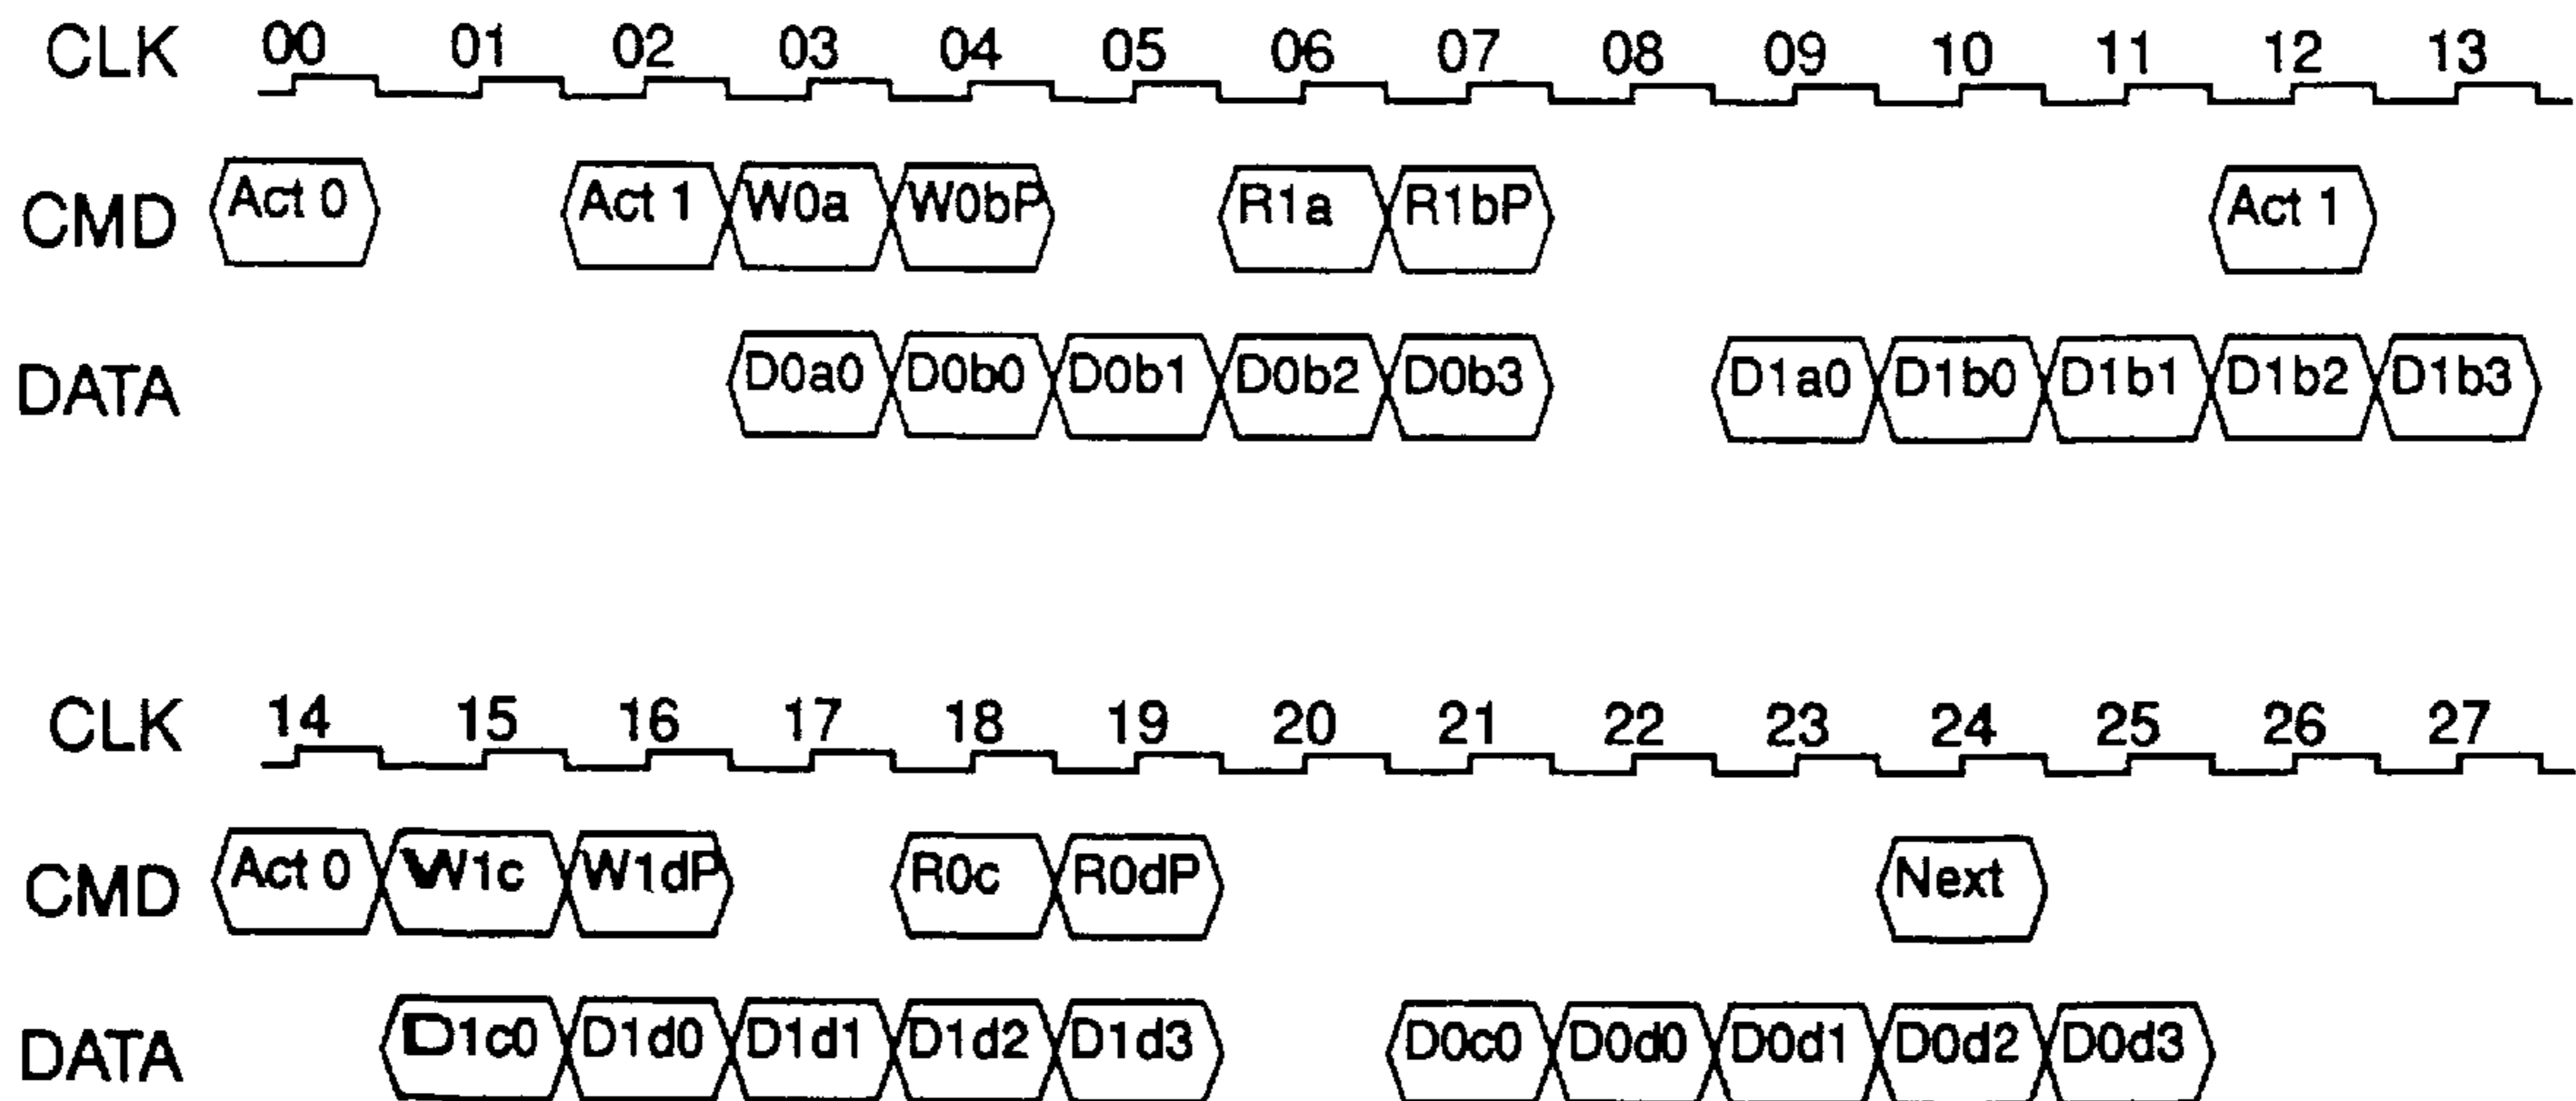 CLK 00 01 02 03 04 05 06 07 08 09 10 11 12 13
CMD Act 0 Act 1 W0a W0bP R1a R1bP Act 1
DATA D0a0 D0b0 D0b1 D0b2 D0b3 D1a0 D1b0 D1b1 D1b2 D1b3
CLK 14 15 16 17 18 19 20 21 22 23 24 25 26 27
CMD Act 0 W1c W1dP R0c R0dP Next
DATA D1c0 D1d0 D1d1 D1d2 D1d3 D0c0 D0d0 D0d1 D0d2 D0d3